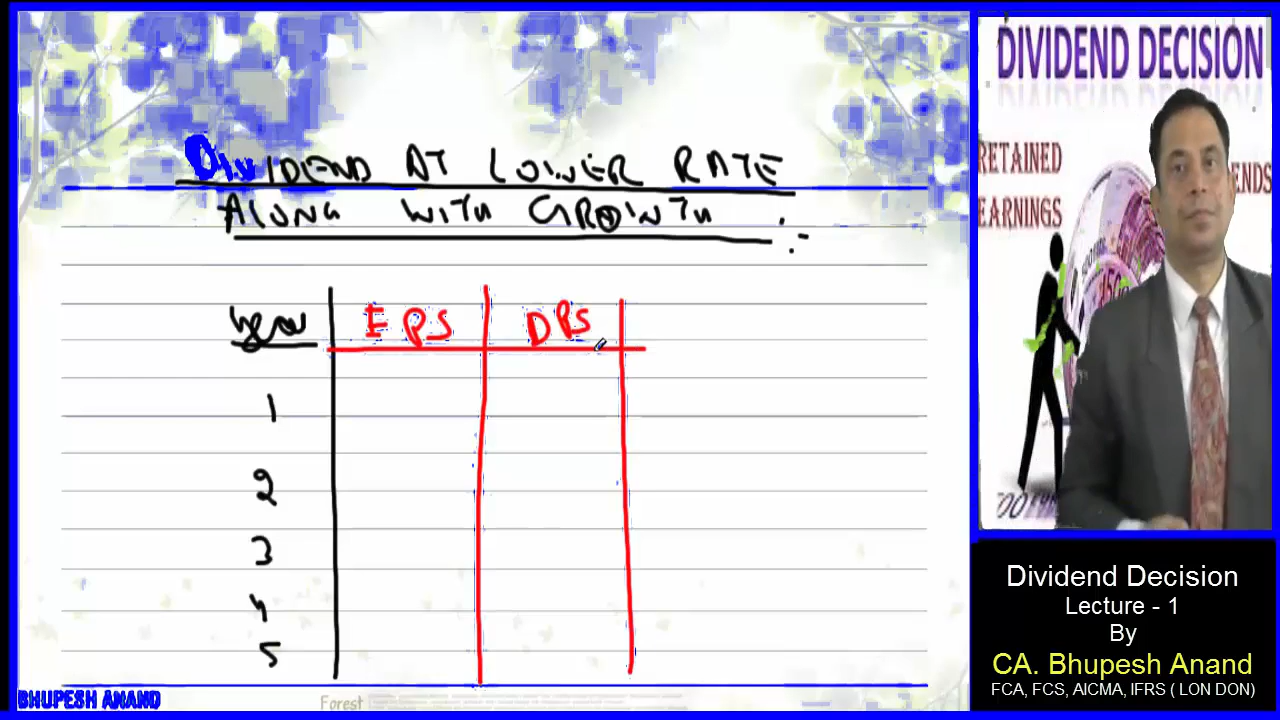 DIVIDEND AT LOWER RATE
ALONG WITH GROWTH :-
Year EPS DPS
1
2
3
4
5
BHUPESH ANAND
Forest
DIVIDEND DECISION
RETAINED
EARNINGS
Dividend Decision
Lecture - 1
By
CA. Bhupesh Anand
FCA, FCS, AICMA, IFRS ( LON DON)